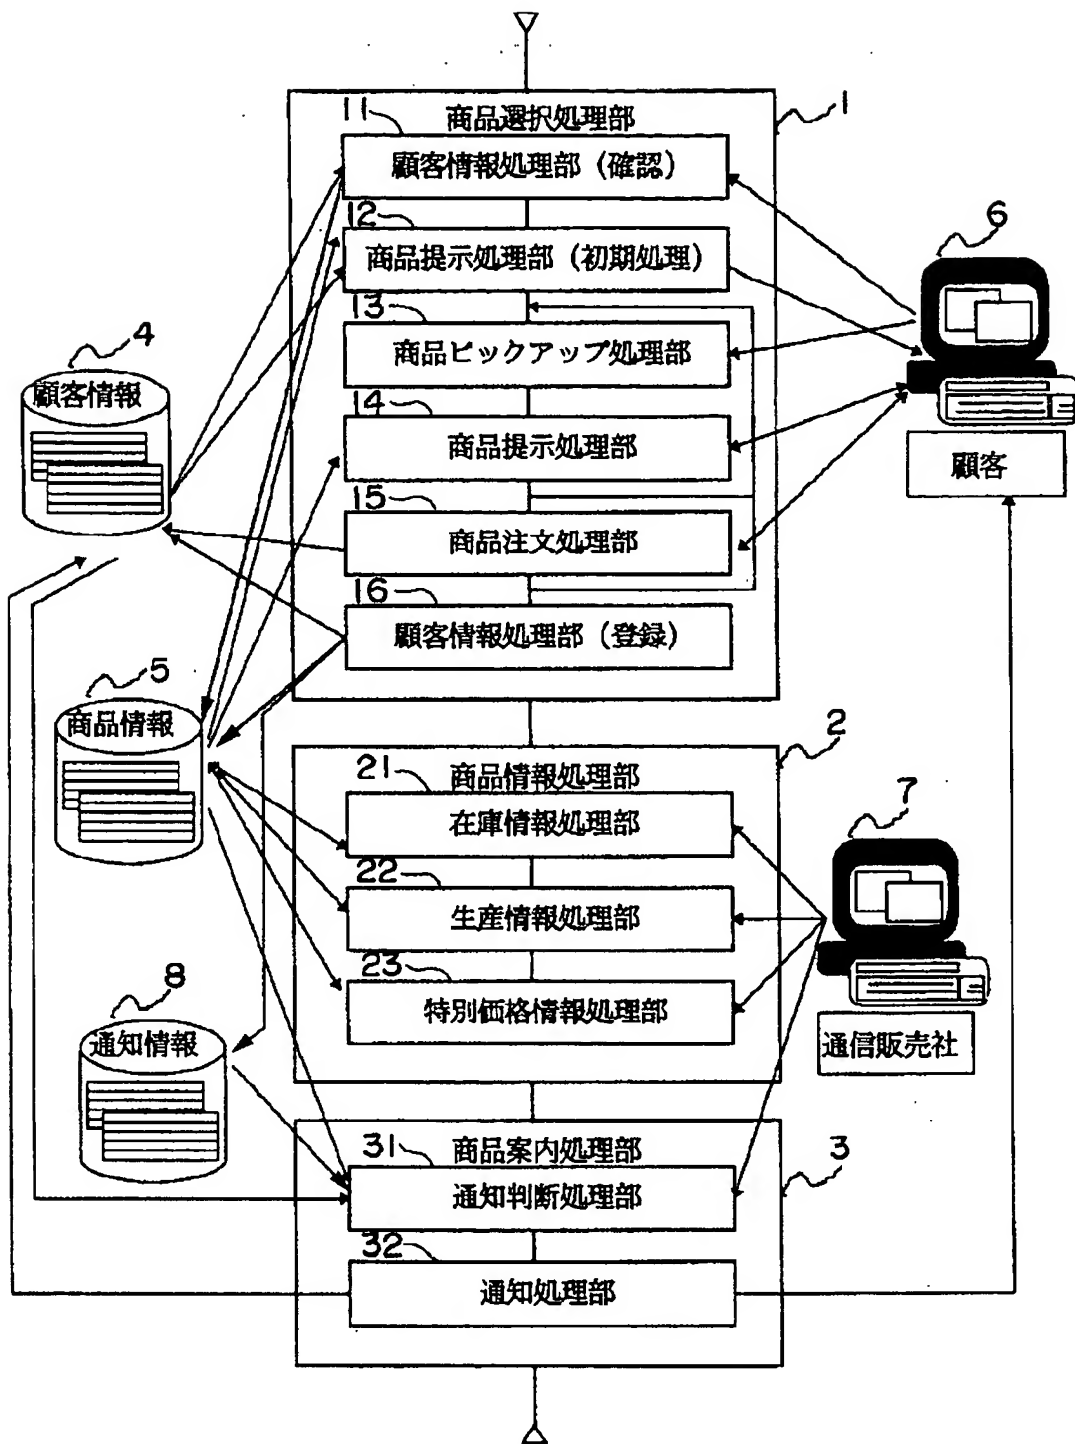 商品選択処理部
1
11
顧客情報処理部（確認）
12
商品提示処理部（初期処理）
13
商品ピックアップ処理部
14
商品提示処理部
15
商品注文処理部
16
顧客情報処理部（登録）
6
顧客
4
顧客情報
5
商品情報
2
商品情報処理部
21
在庫情報処理部
22
生産情報処理部
23
特別価格情報処理部
7
通信販売社
8
通知情報
商品案内処理部
3
31
通知判断処理部
32
通知処理部